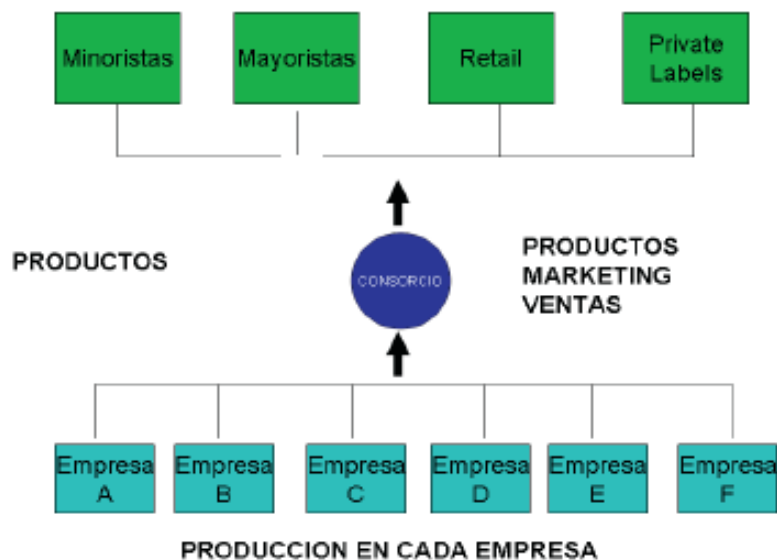 Minoristas
Mayoristas
Retail
Private
Labels
PRODUCTOS
CONSORCIO
PRODUCTOS
MARKETING
VENTAS
Empresa
A
Empresa
B
Empresa
C
Empresa
D
Empresa
E
Empresa
F
PRODUCCION EN CADA EMPRESA